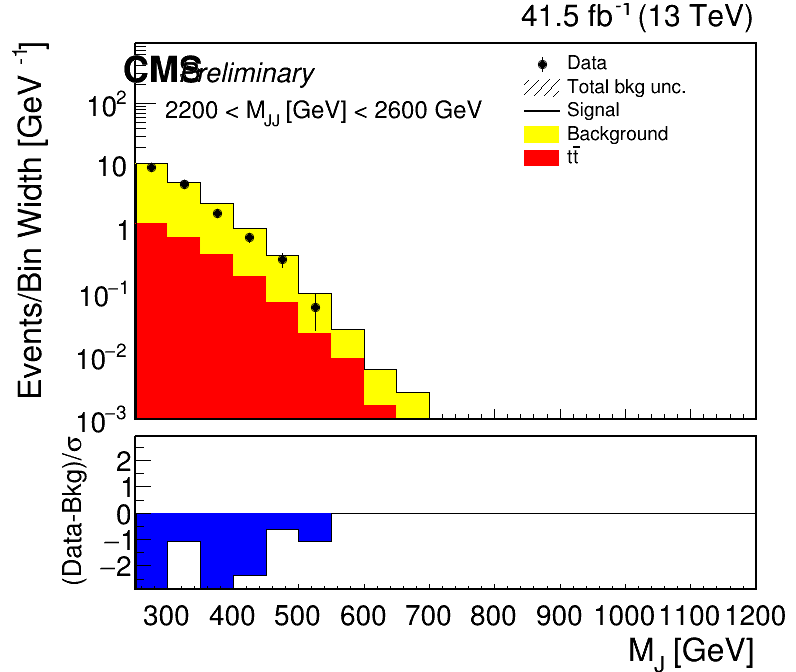 41.5 fb⁻¹ (13 TeV)
CMS Preliminary
2200 < M_JJ [GeV] < 2600 GeV
Data
Total bkg unc.
Signal
Background
tt̄
Events/Bin Width [GeV⁻¹]
10²
10
1
10⁻¹
10⁻²
10⁻³
(Data-Bkg)/σ
2
1
0
−1
−2
300 400 500 600 700 800 900 1000 1100 1200
M_J [GeV]